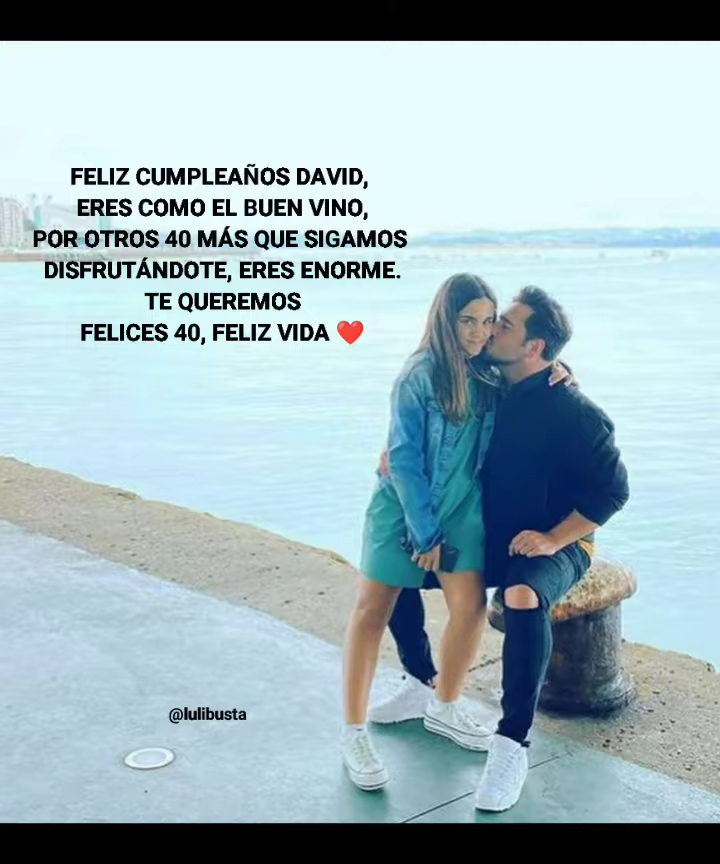 FELIZ CUMPLEAÑOS DAVID,
ERES COMO EL BUEN VINO,
POR OTROS 40 MÁS QUE SIGAMOS
DISFRUTÁNDOTE, ERES ENORME.
TE QUEREMOS
FELICES 40, FELIZ VIDA ❤️
@lulibusta